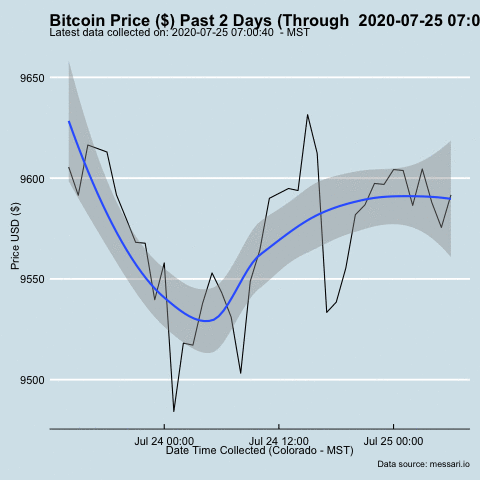 Bitcoin Price ($) Past 2 Days (Through  2020-07-25 07:0
Latest data collected on: 2020-07-25 07:00:40  - MST
9650
9600
9550
9500
Price USD ($)
Jul 24 00:00
Jul 24 12:00
Jul 25 00:00
Date Time Collected (Colorado - MST)
Data source: messari.io